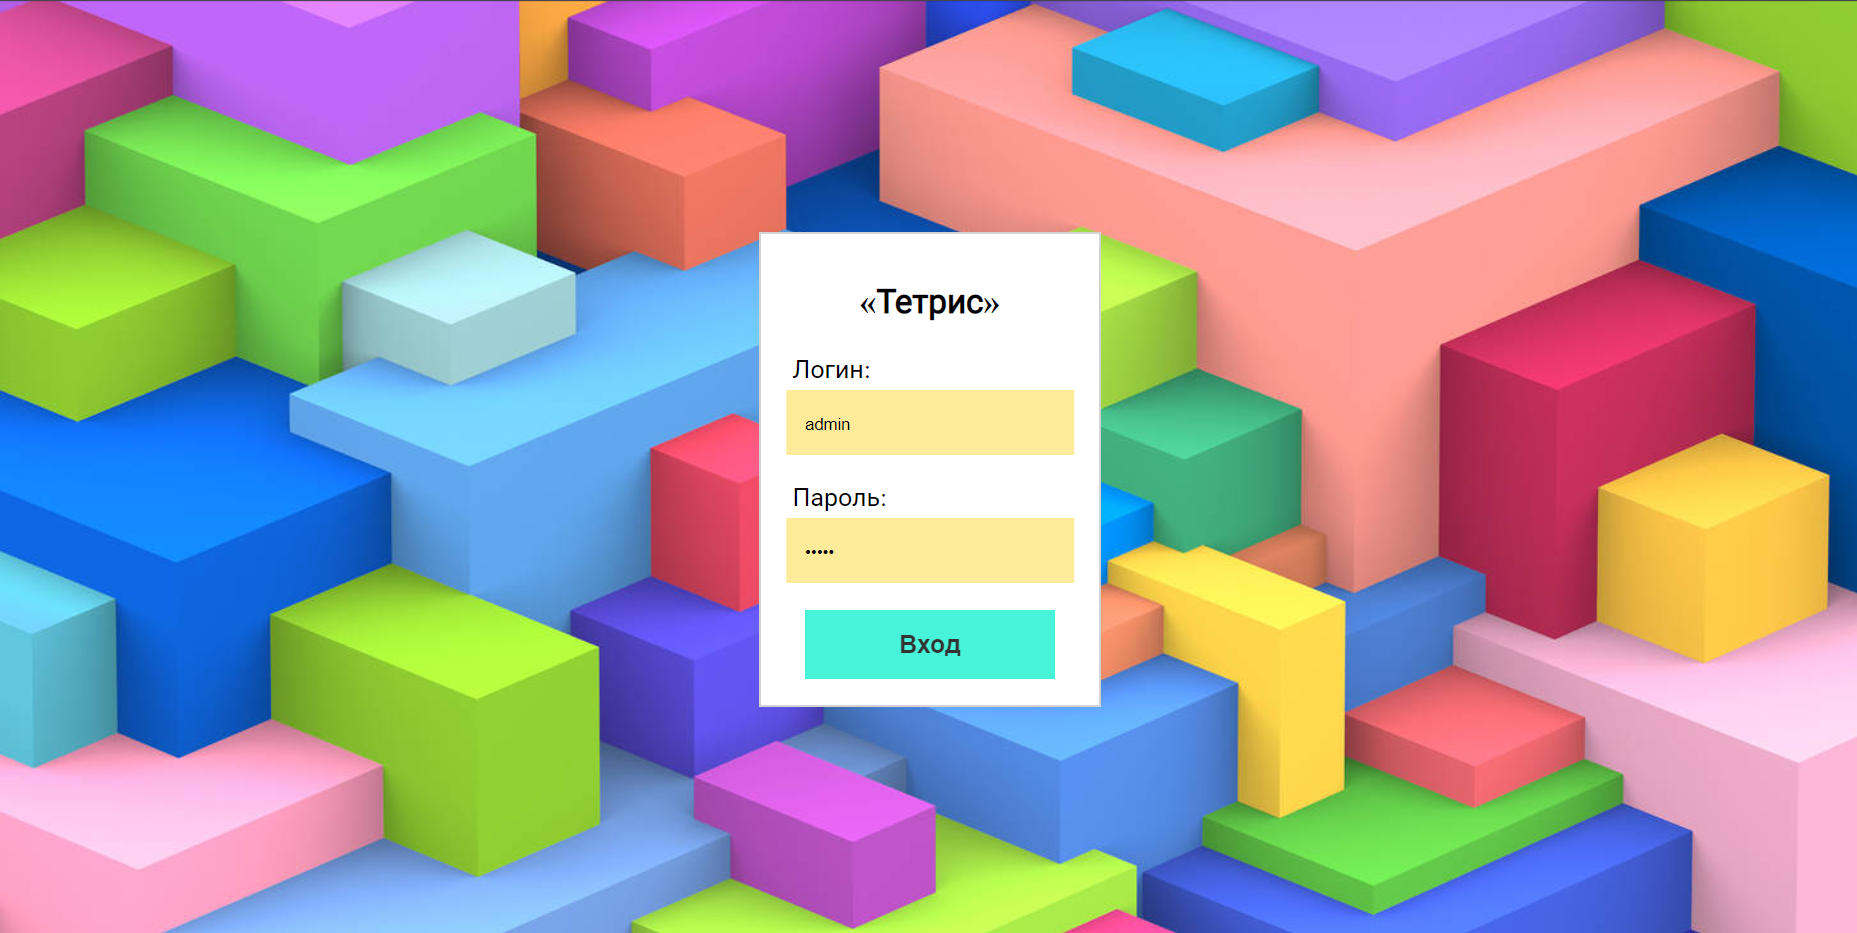 «Тетрис»
Логин:
admin
Пароль:
•••••
Вход